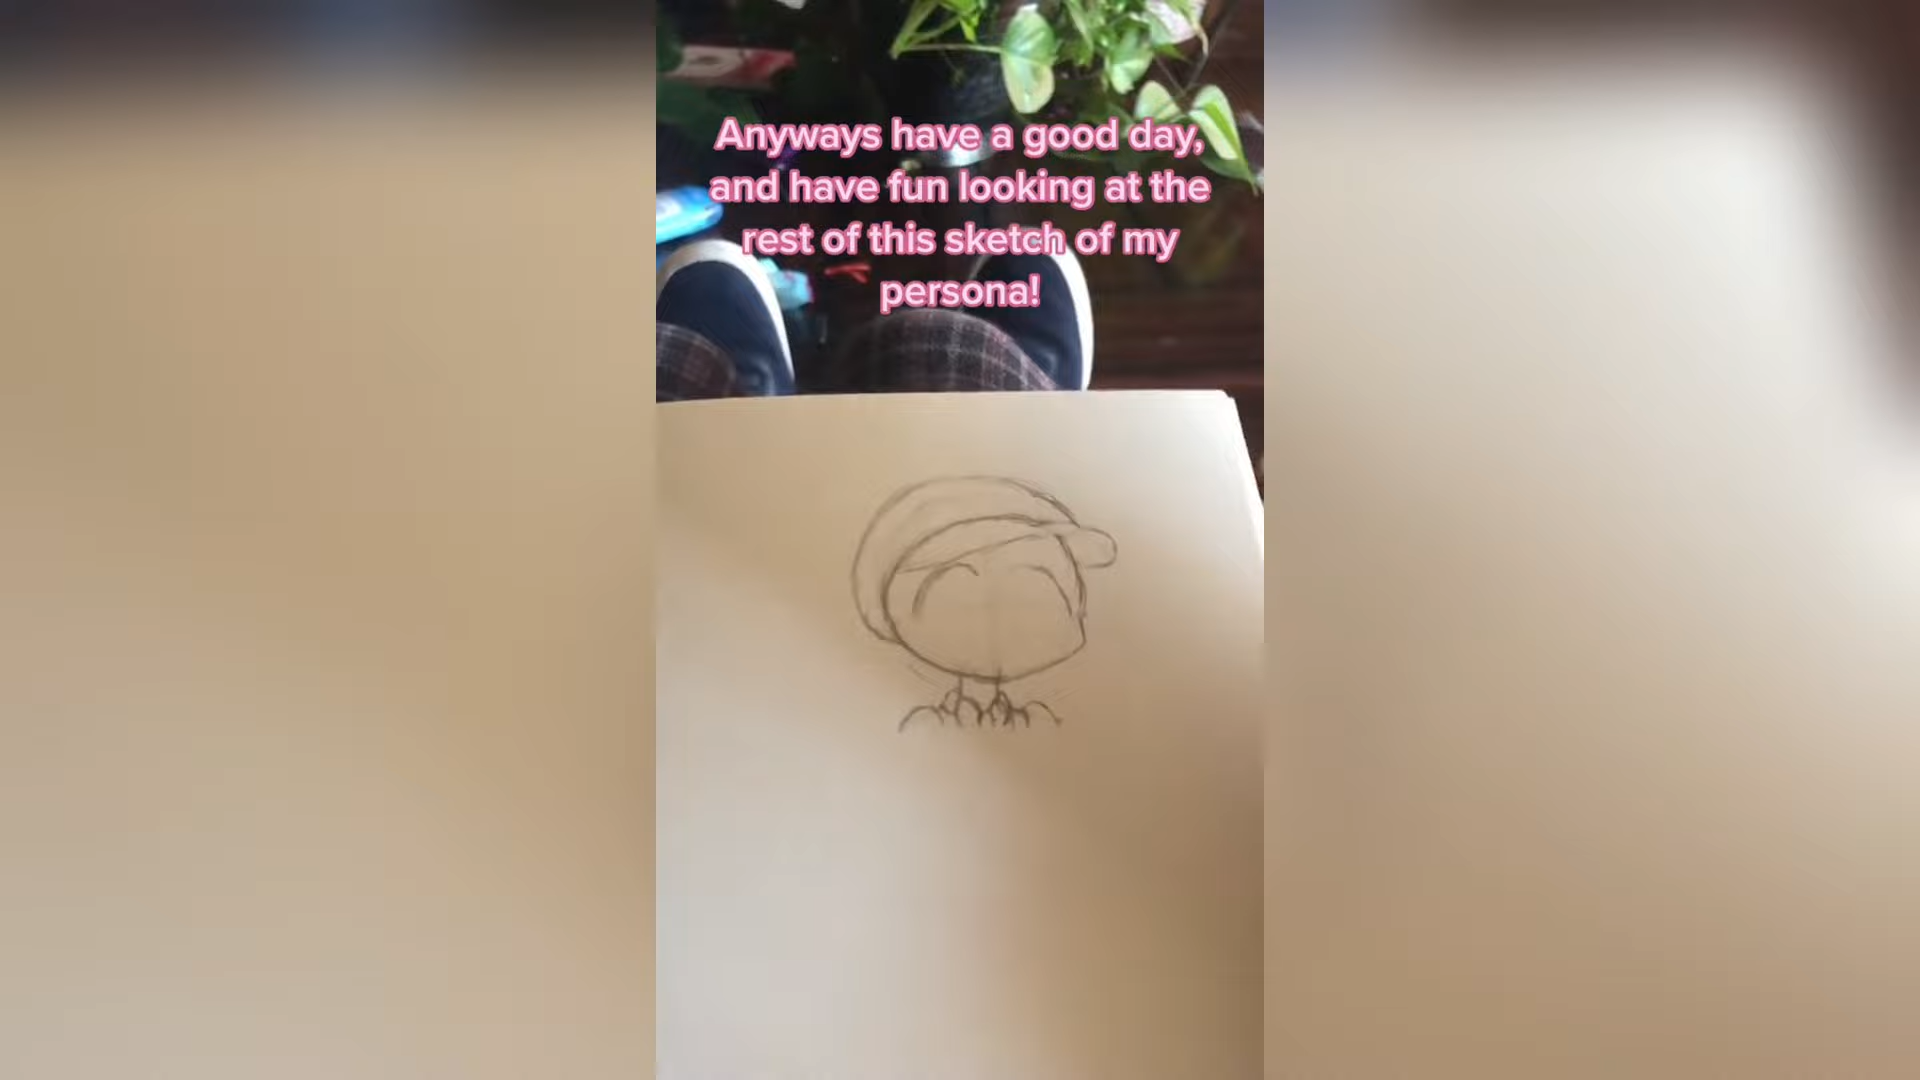 Anyways have a good day,
and have fun looking at the
rest of this sketch of my
persona!